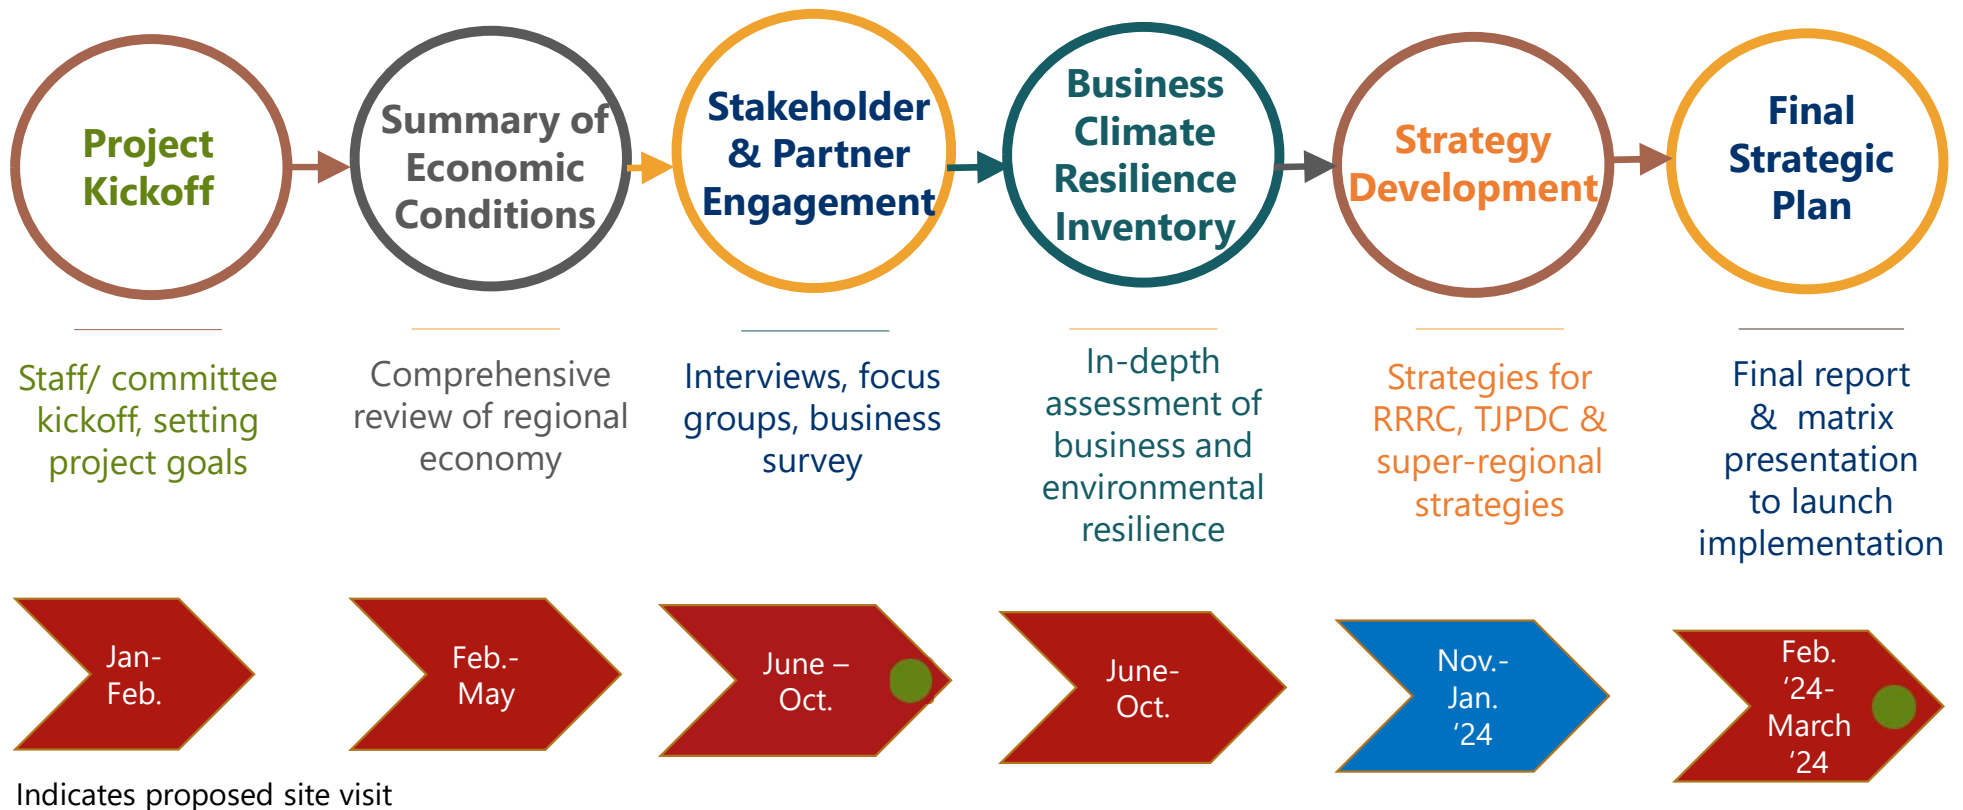 Project
Kickoff
Summary of
Economic
Conditions
Stakeholder
& Partner
Engagement
Business
Climate
Resilience
Inventory
Strategy
Development
Final
Strategic
Plan
Staff/ committee
kickoff, setting
project goals
Comprehensive
review of regional
economy
Interviews, focus
groups, business
survey
In-depth
assessment of
business and
environmental
resilience
Strategies for
RRRC, TJPDC &
super-regional
strategies
Final report
& matrix
presentation
to launch
implementation
Jan-
Feb.
Feb.-
May
June –
Oct.
June-
Oct.
Nov.-
Jan.
‘24
Feb.
‘24-
March
‘24
Indicates proposed site visit